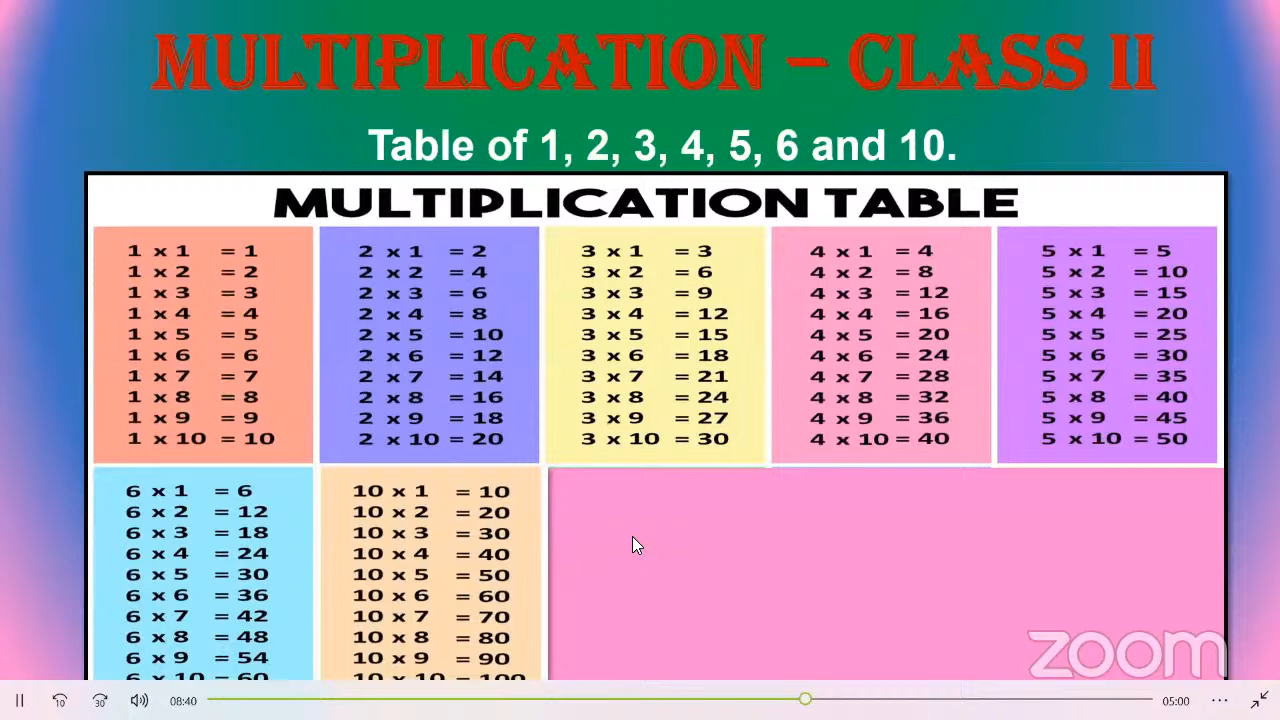 MULTIPLICATION – CLASS II
Table of 1, 2, 3, 4, 5, 6 and 10.
MULTIPLICATION TABLE
1 x 1 = 1
1 x 2 = 2
1 x 3 = 3
1 x 4 = 4
1 x 5 = 5
1 x 6 = 6
1 x 7 = 7
1 x 8 = 8
1 x 9 = 9
1 x 10 = 10
2 x 1 = 2
2 x 2 = 4
2 x 3 = 6
2 x 4 = 8
2 x 5 = 10
2 x 6 = 12
2 x 7 = 14
2 x 8 = 16
2 x 9 = 18
2 x 10 = 20
3 x 1 = 3
3 x 2 = 6
3 x 3 = 9
3 x 4 = 12
3 x 5 = 15
3 x 6 = 18
3 x 7 = 21
3 x 8 = 24
3 x 9 = 27
3 x 10 = 30
4 x 1 = 4
4 x 2 = 8
4 x 3 = 12
4 x 4 = 16
4 x 5 = 20
4 x 6 = 24
4 x 7 = 28
4 x 8 = 32
4 x 9 = 36
4 x 10 = 40
5 x 1 = 5
5 x 2 = 10
5 x 3 = 15
5 x 4 = 20
5 x 5 = 25
5 x 6 = 30
5 x 7 = 35
5 x 8 = 40
5 x 9 = 45
5 x 10 = 50
6 x 1 = 6
6 x 2 = 12
6 x 3 = 18
6 x 4 = 24
6 x 5 = 30
6 x 6 = 36
6 x 7 = 42
6 x 8 = 48
6 x 9 = 54
6 x 10 = 60
10 x 1 = 10
10 x 2 = 20
10 x 3 = 30
10 x 4 = 40
10 x 5 = 50
10 x 6 = 60
10 x 7 = 70
10 x 8 = 80
10 x 9 = 90
10 x 10 = 100
zoom
10 30 08:40 05:00